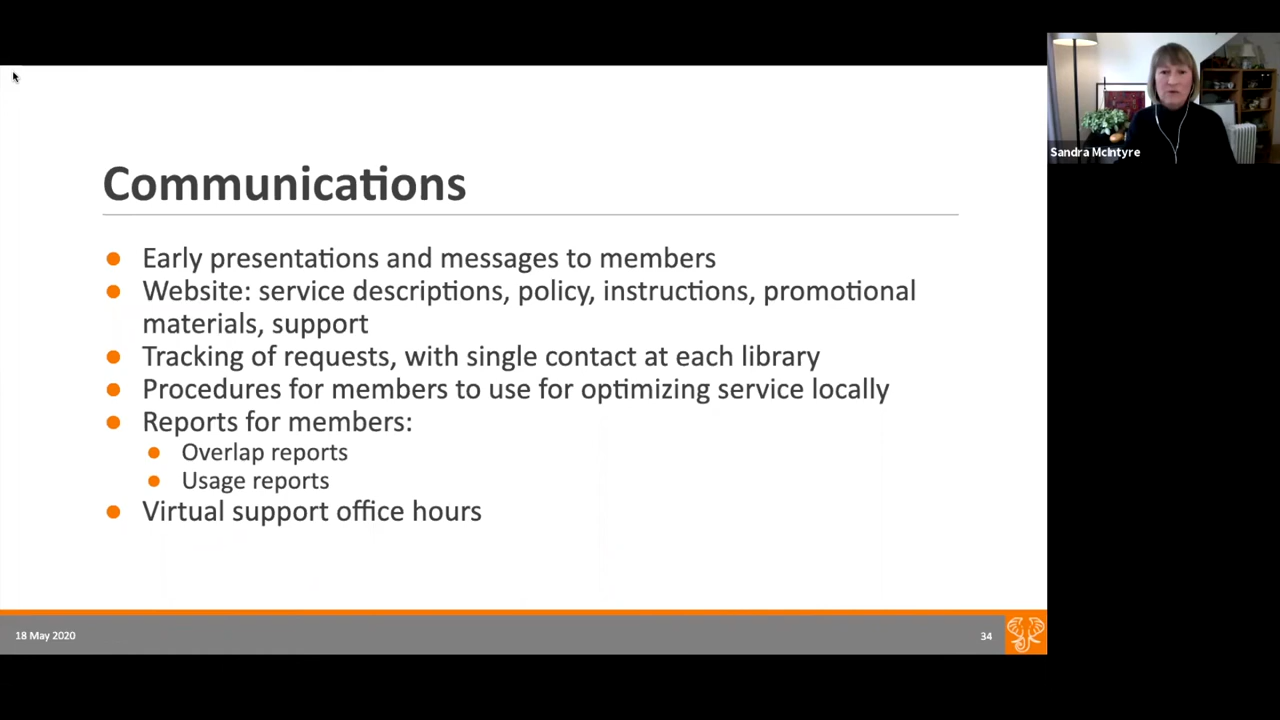 Communications
Early presentations and messages to members
Website: service descriptions, policy, instructions, promotional
materials, support
Tracking of requests, with single contact at each library
Procedures for members to use for optimizing service locally
Reports for members:
Overlap reports
Usage reports
Virtual support office hours
18 May 2020
34
Sandra McIntyre